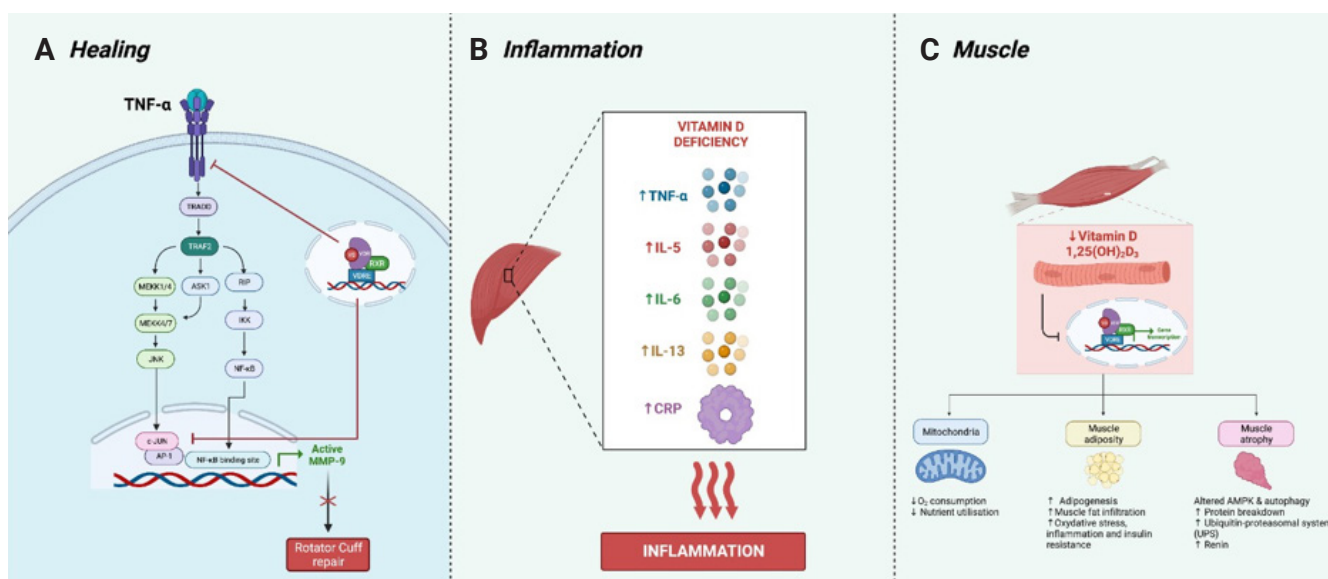 A Healing
TNF-α
TRADD
TRAF2
MEKK1/4
ASK1
RIP
MEKK4/7
IKK
JNK
NF-κB
VD
VDR
RXR
VDRE
c-JUN
AP-1
NF-κB binding site
Active
MMP-9
Rotator Cuff
repair
B Inflammation
VITAMIN D
DEFICIENCY
↑TNF-α
↑IL-5
↑IL-6
↑IL-13
↑CRP
INFLAMMATION
C Muscle
↓Vitamin D
1,25(OH)₂D₃
RXR
VDRE
Gene
transcription
Mitochondria
↓O₂ consumption
↓ Nutrient utilisation
Muscle
adiposity
↑ Adipogenesis
↑Muscle fat infiltration
↑Oxydative stress,
inflammation and insulin
resistance
Muscle
atrophy
Altered AMPK & autophagy
↑ Protein breakdown
↑ Ubiquitin-proteasomal system
(UPS)
↑ Renin